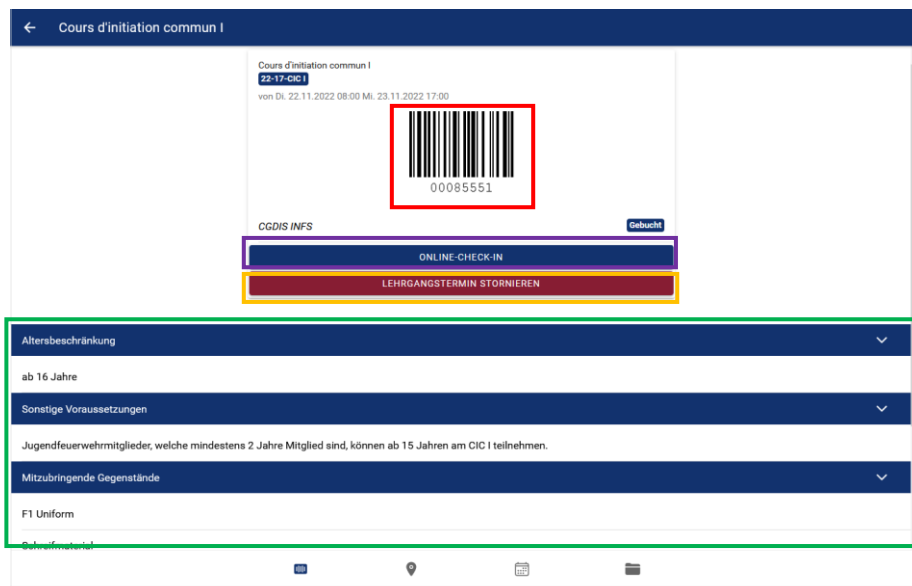 Cours d'initiation commun I
Cours d'initiation commun I
22-17-CIC I
von Di. 22.11.2022 08:00 Mi. 23.11.2022 17:00
00085551
CGDIS INFS
Gebucht
ONLINE-CHECK-IN
LEHRGANGSTERMIN STORNIEREN
Altersbeschränkung
ab 16 Jahre
Sonstige Voraussetzungen
Jugendfeuerwehrmitglieder, welche mindestens 2 Jahre Mitglied sind, können ab 15 Jahren am CIC I teilnehmen.
Mitzubringende Gegenstände
F1 Uniform
Schreifmaterial